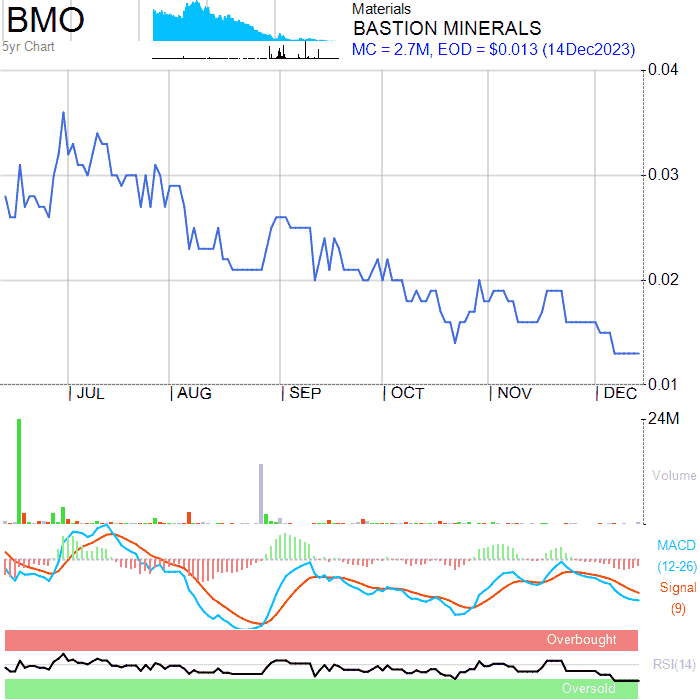 BMO
5yr Chart
Materials
BASTION MINERALS
MC = 2.7M, EOD = $0.013 (14Dec2023)
0.04
0.03
0.02
0.01
JUL AUG SEP OCT NOV DEC
24M
Volume
MACD
(12-26)
Signal
(9)
Overbought
RSI(14)
Oversold